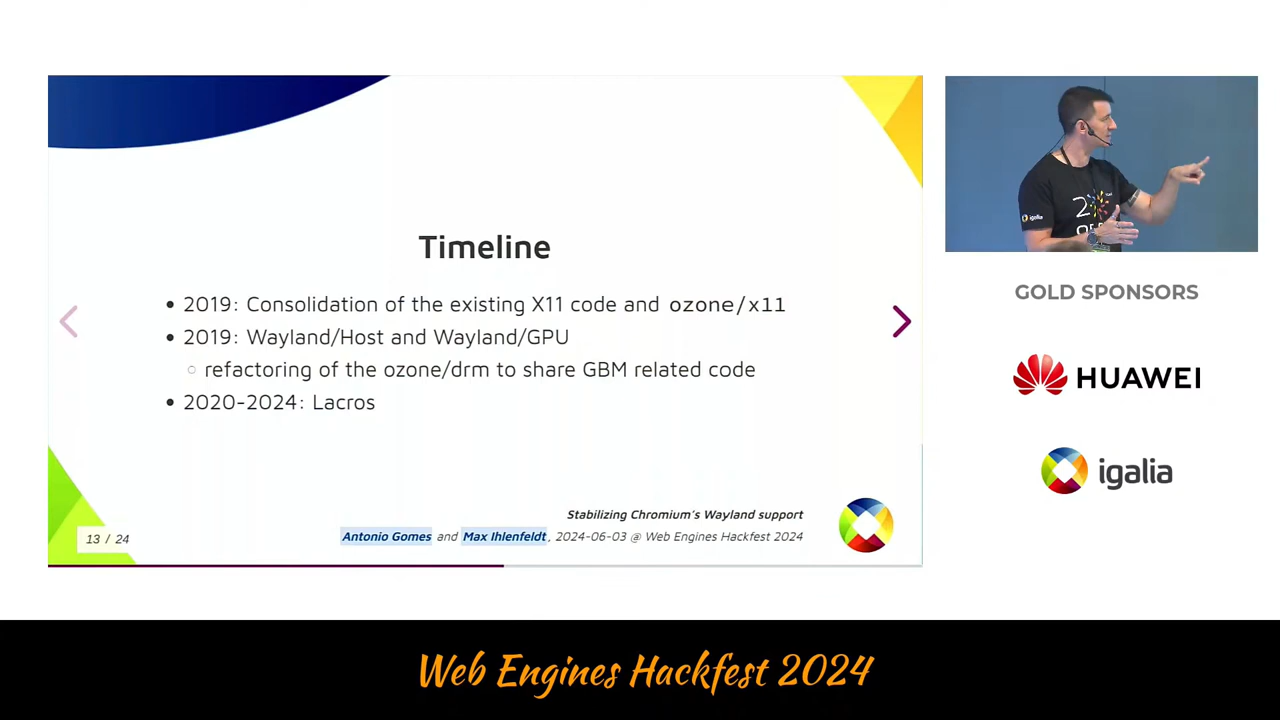 Timeline
• 2019: Consolidation of the existing X11 code and ozone/x11
• 2019: Wayland/Host and Wayland/GPU
○ refactoring of the ozone/drm to share GBM related code
• 2020-2024: Lacros
Stabilizing Chromium's Wayland support
Antonio Gomes and Max Ihlenfeldt, 2024-06-03 @ Web Engines Hackfest 2024
13 / 24
igalia
GOLD SPONSORS
HUAWEI
igalia
Web Engines Hackfest 2024